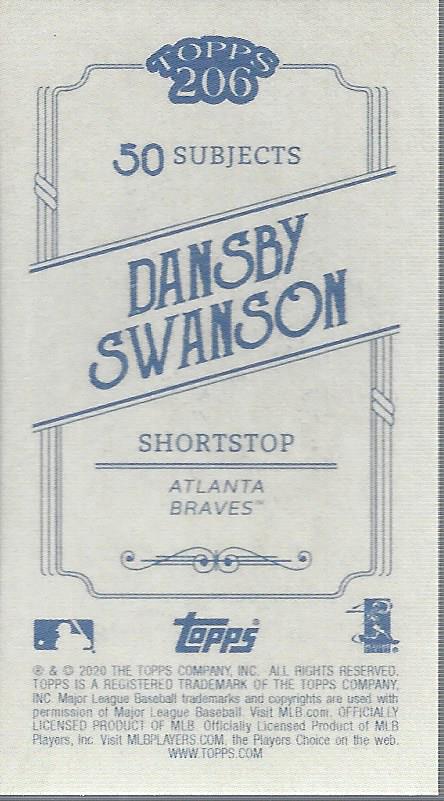 TOPPS
206
50 SUBJECTS
DANSBY
SWANSON
SHORTSTOP
ATLANTA
BRAVES™
Topps®
℗ & © 2020 THE TOPPS COMPANY, INC. ALL RIGHTS RESERVED.
TOPPS IS A REGISTERED TRADEMARK OF THE TOPPS COMPANY,
INC. Major League Baseball trademarks and copyrights are used with
permission of Major League Baseball. Visit MLB.com. OFFICIALLY
LICENSED PRODUCT OF MLB. Officially Licensed Product of MLB
Players, Inc. Visit MLBPLAYERS.COM, the Players Choice on the web.
WWW.TOPPS.COM